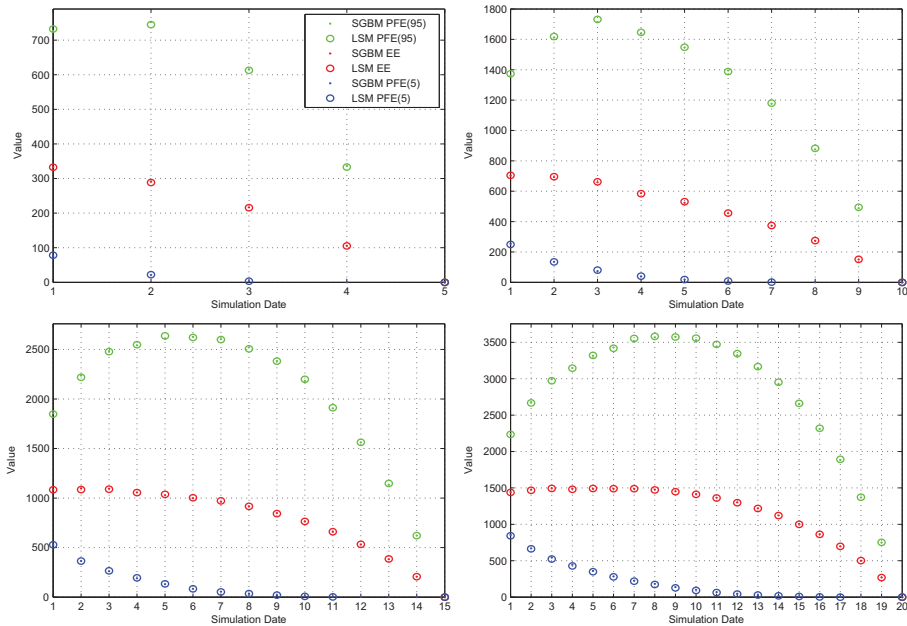 700
600
500
400
300
200
100
0
1 2 3 4 5
Value
Simulation Date
SGBM PFE(95)
LSM PFE(95)
SGBM EE
LSM EE
SGBM PFE(5)
LSM PFE(5)
1800
1600
1400
1200
1000
800
600
400
200
0
1 2 3 4 5 6 7 8 9 10
Value
Simulation Date
2500
2000
1500
1000
500
0
1 2 3 4 5 6 7 8 9 10 11 12 13 14 15
Value
Simulation Date
3500
3000
2500
2000
1500
1000
500
0
1 2 3 4 5 6 7 8 9 10 11 12 13 14 15 16 17 18 19 20
Value
Simulation Date